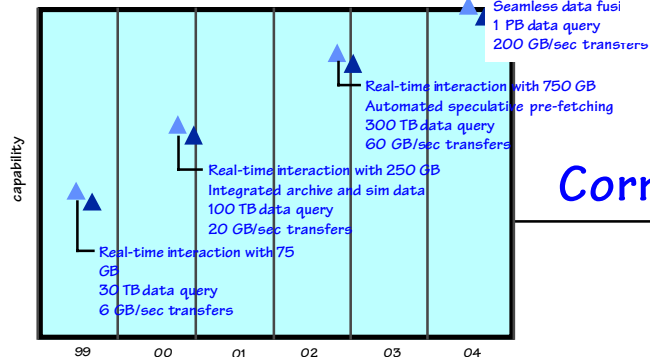 Seamless data fusi
1 PB data query
200 GB/sec transfers
Real-time interaction with 750 GB
Automated speculative pre-fetching
300 TB data query
60 GB/sec transfers
capability
Real-time interaction with 250 GB
Integrated archive and sim data
100 TB data query
20 GB/sec transfers
Corr
Real-time interaction with 75
GB
30 TB data query
6 GB/sec transfers
99 00 01 02 03 04